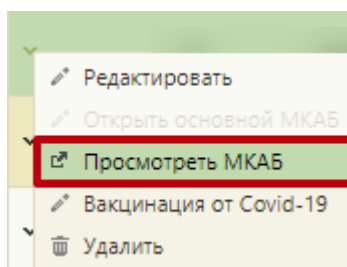 Редактировать
Открыть основной МКАБ
Просмотреть МКАБ
Вакцинация от Covid-19
Удалить